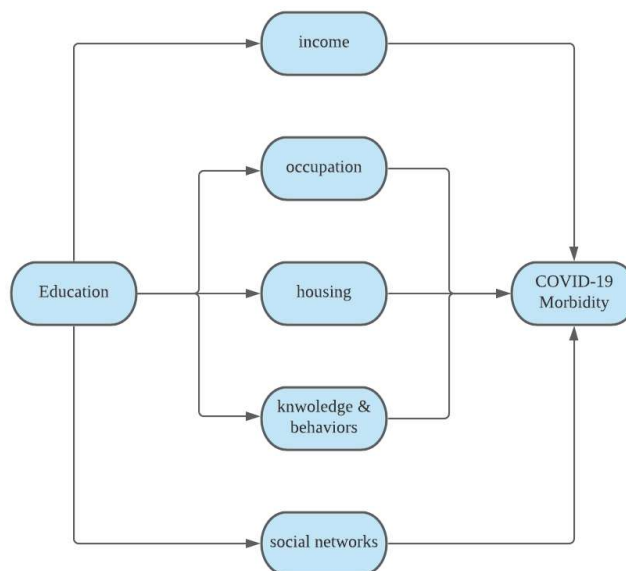 income
occupation
Education
housing
COVID-19
Morbidity
knwoledge &
behaviors
social networks